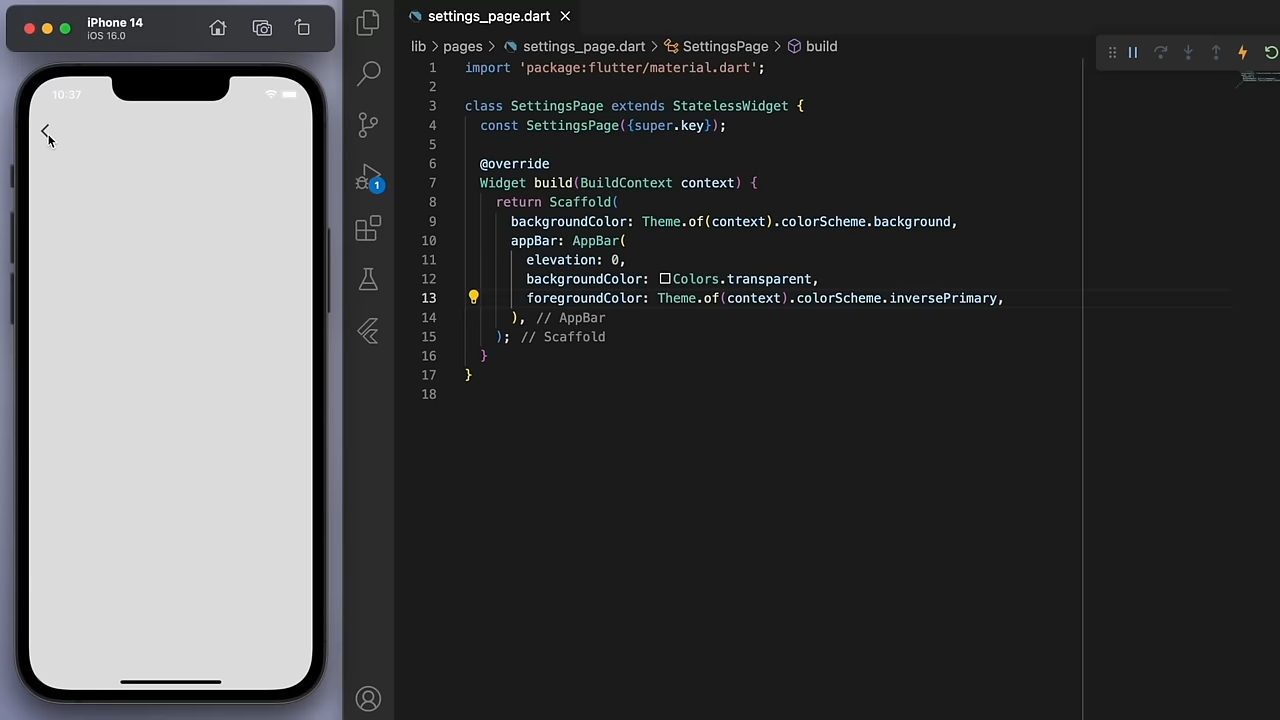 iPhone 14
iOS 16.0
10:37
settings_page.dart
lib > pages > settings_page.dart > SettingsPage > build
1
1 import 'package:flutter/material.dart';
2
3 class SettingsPage extends StatelessWidget {
4 const SettingsPage({super.key});
5
6 @override
7 Widget build(BuildContext context) {
8 return Scaffold(
9 backgroundColor: Theme.of(context).colorScheme.background,
10 appBar: AppBar(
11 elevation: 0,
12 backgroundColor: Colors.transparent,
13 foregroundColor: Theme.of(context).colorScheme.inversePrimary,
14 ), // AppBar
15 ); // Scaffold
16 }
17 }
18